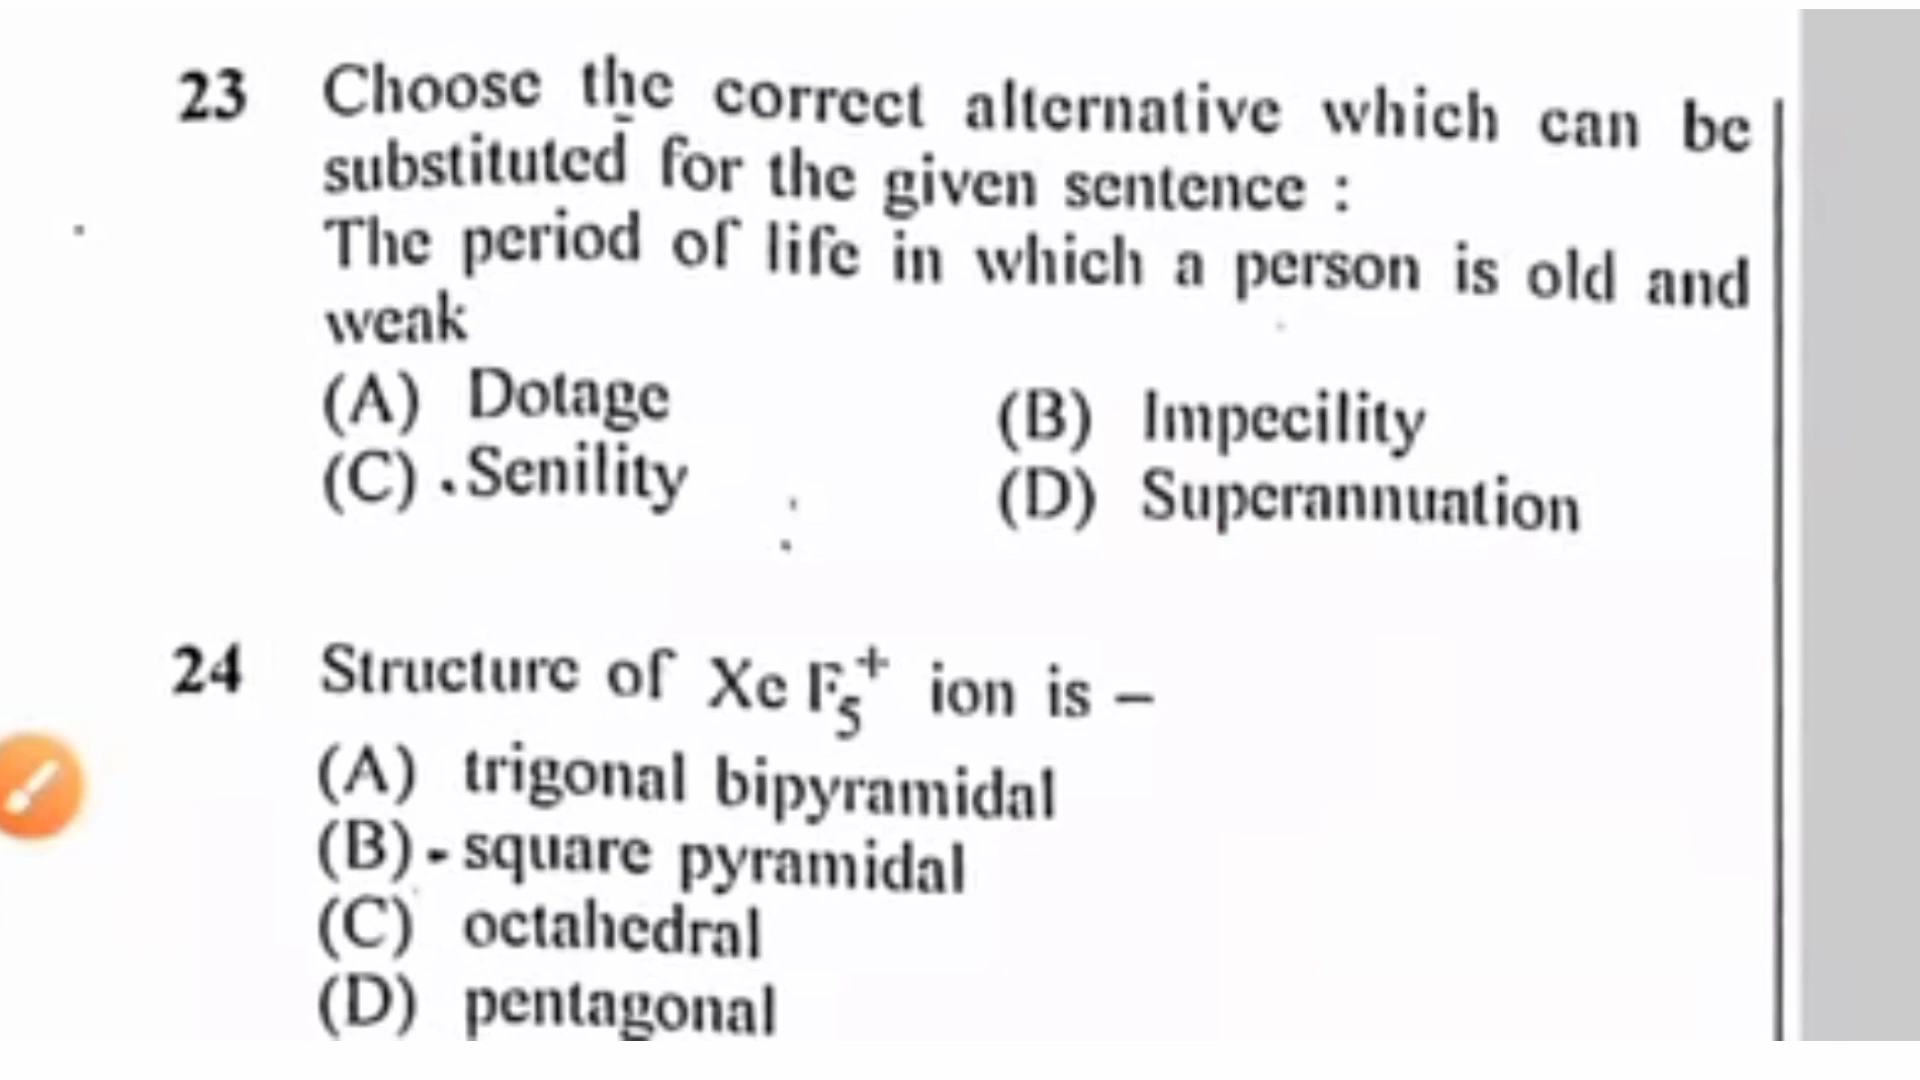 23 Choose the correct alternative which can be
substituted for the given sentence :
The period of life in which a person is old and
weak
(A) Dotage (B) Impecility
(C) Senility (D) Superannuation
24 Structure of Xe F₅⁺ ion is –
(A) trigonal bipyramidal
(B) - square pyramidal
(C) octahedral
(D) pentagonal